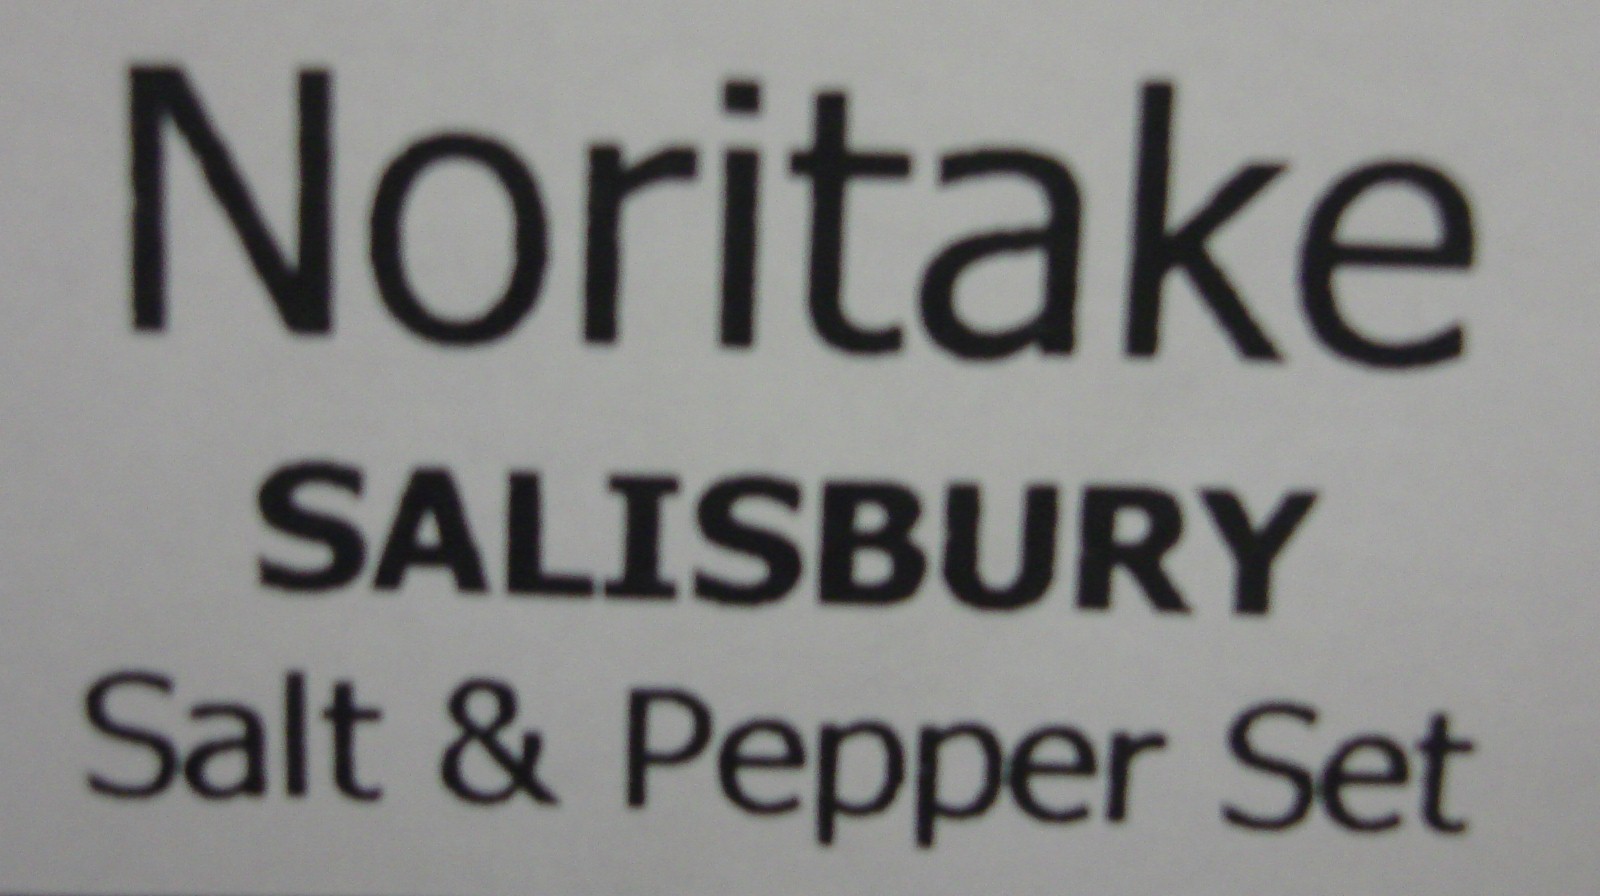 Noritake
SALISBURY
Salt & Pepper Set